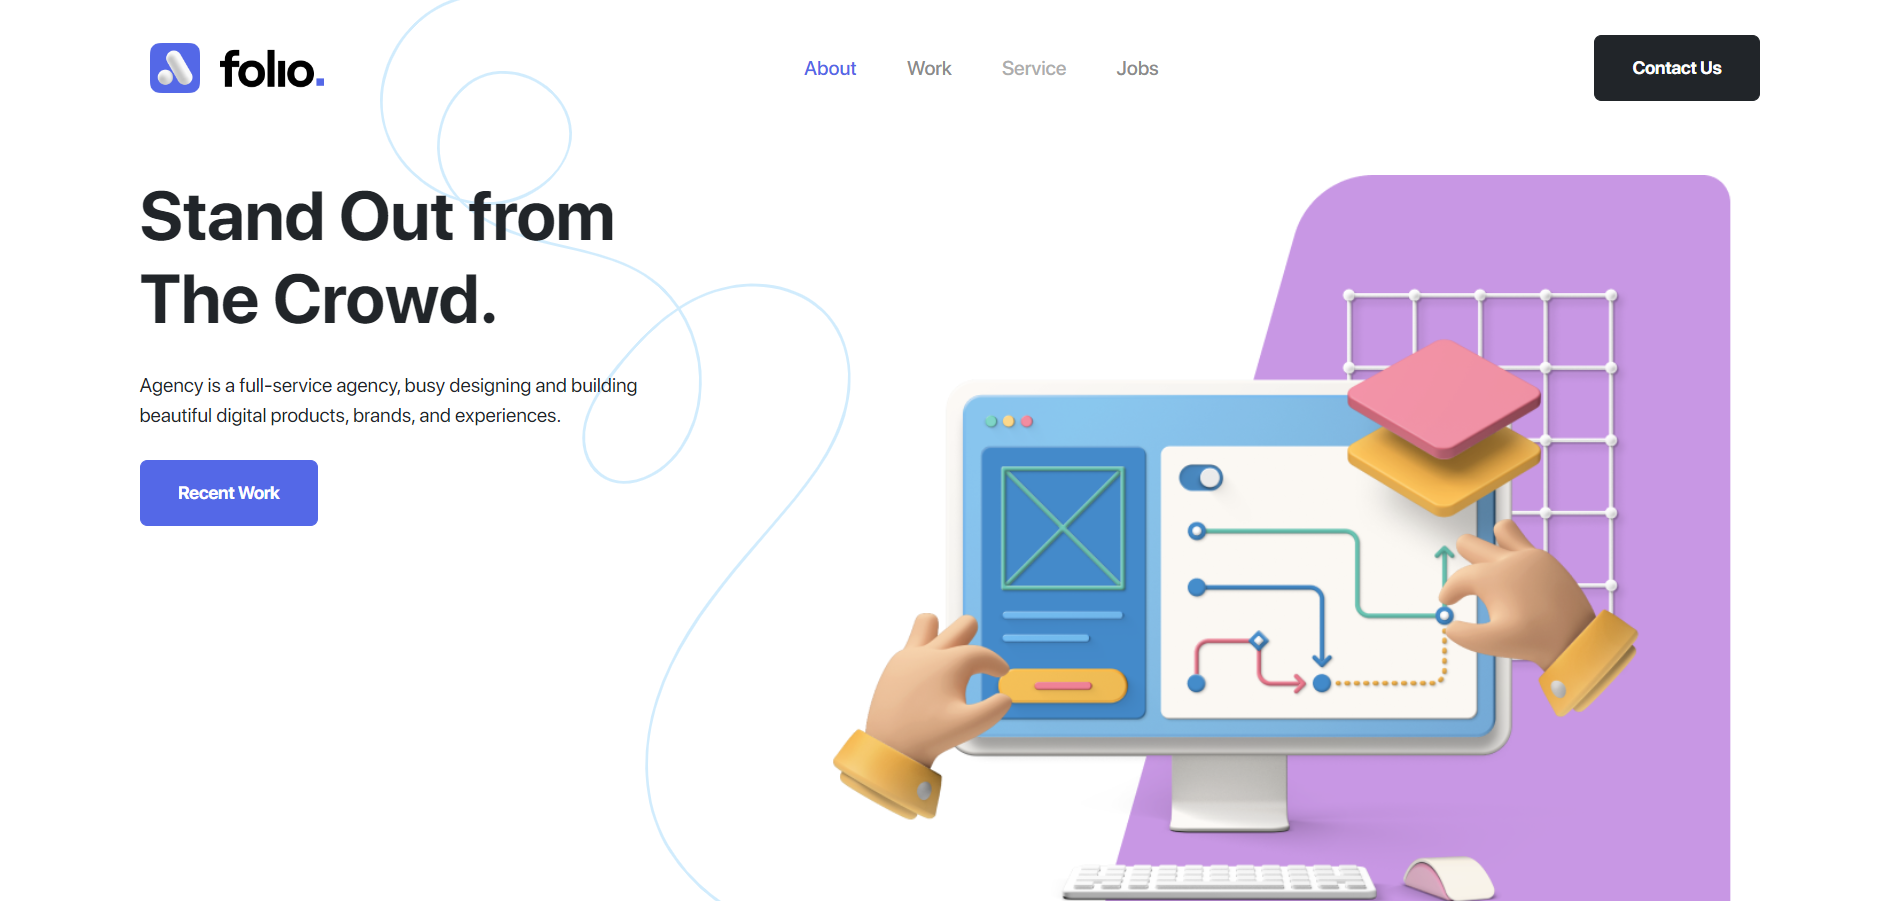 folio.
About
Work
Service
Jobs
Contact Us
Stand Out from
The Crowd.
Agency is a full-service agency, busy designing and building
beautiful digital products, brands, and experiences.
Recent Work